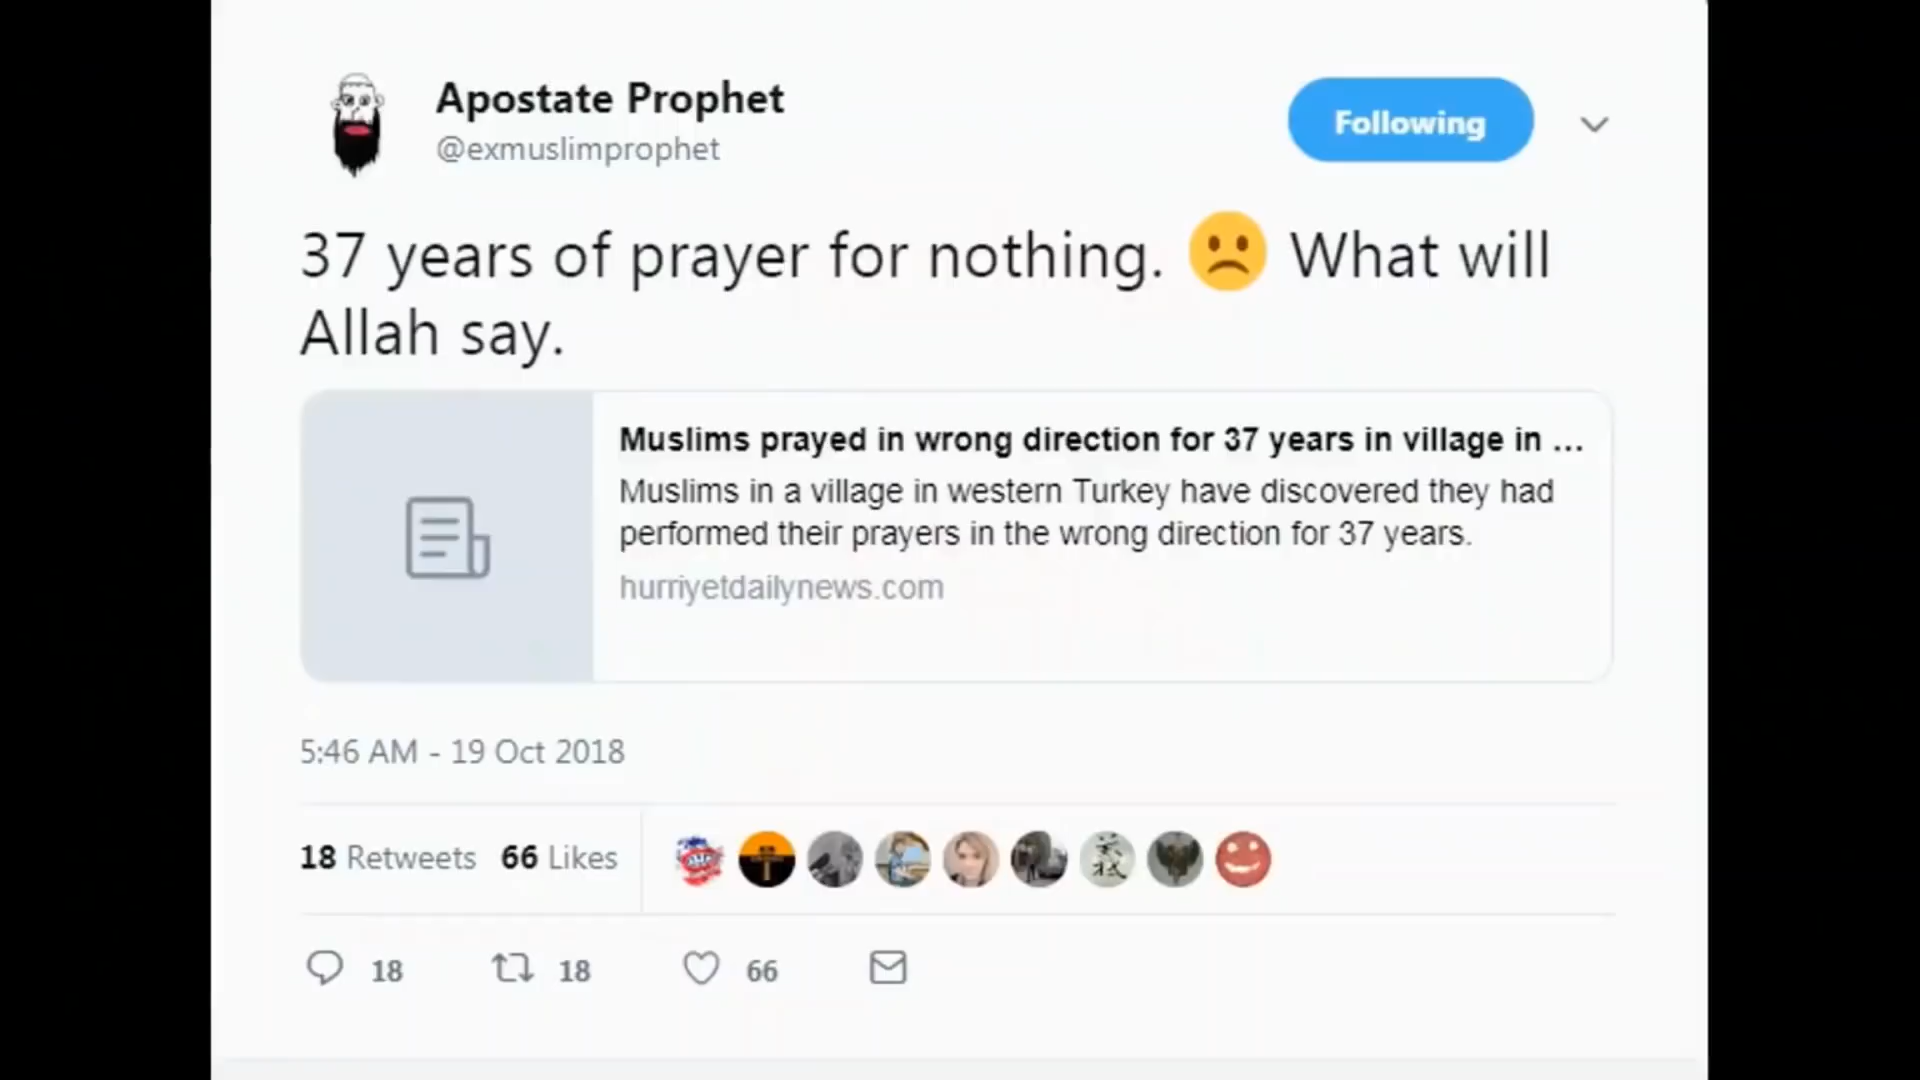 Apostate Prophet
@exmuslimprophet
Following
37 years of prayer for nothing. 🙁 What will
Allah say.
Muslims prayed in wrong direction for 37 years in village in ...
Muslims in a village in western Turkey have discovered they had
performed their prayers in the wrong direction for 37 years.
hurriyetdailynews.com
5:46 AM - 19 Oct 2018
18 Retweets 66 Likes
18 18 66